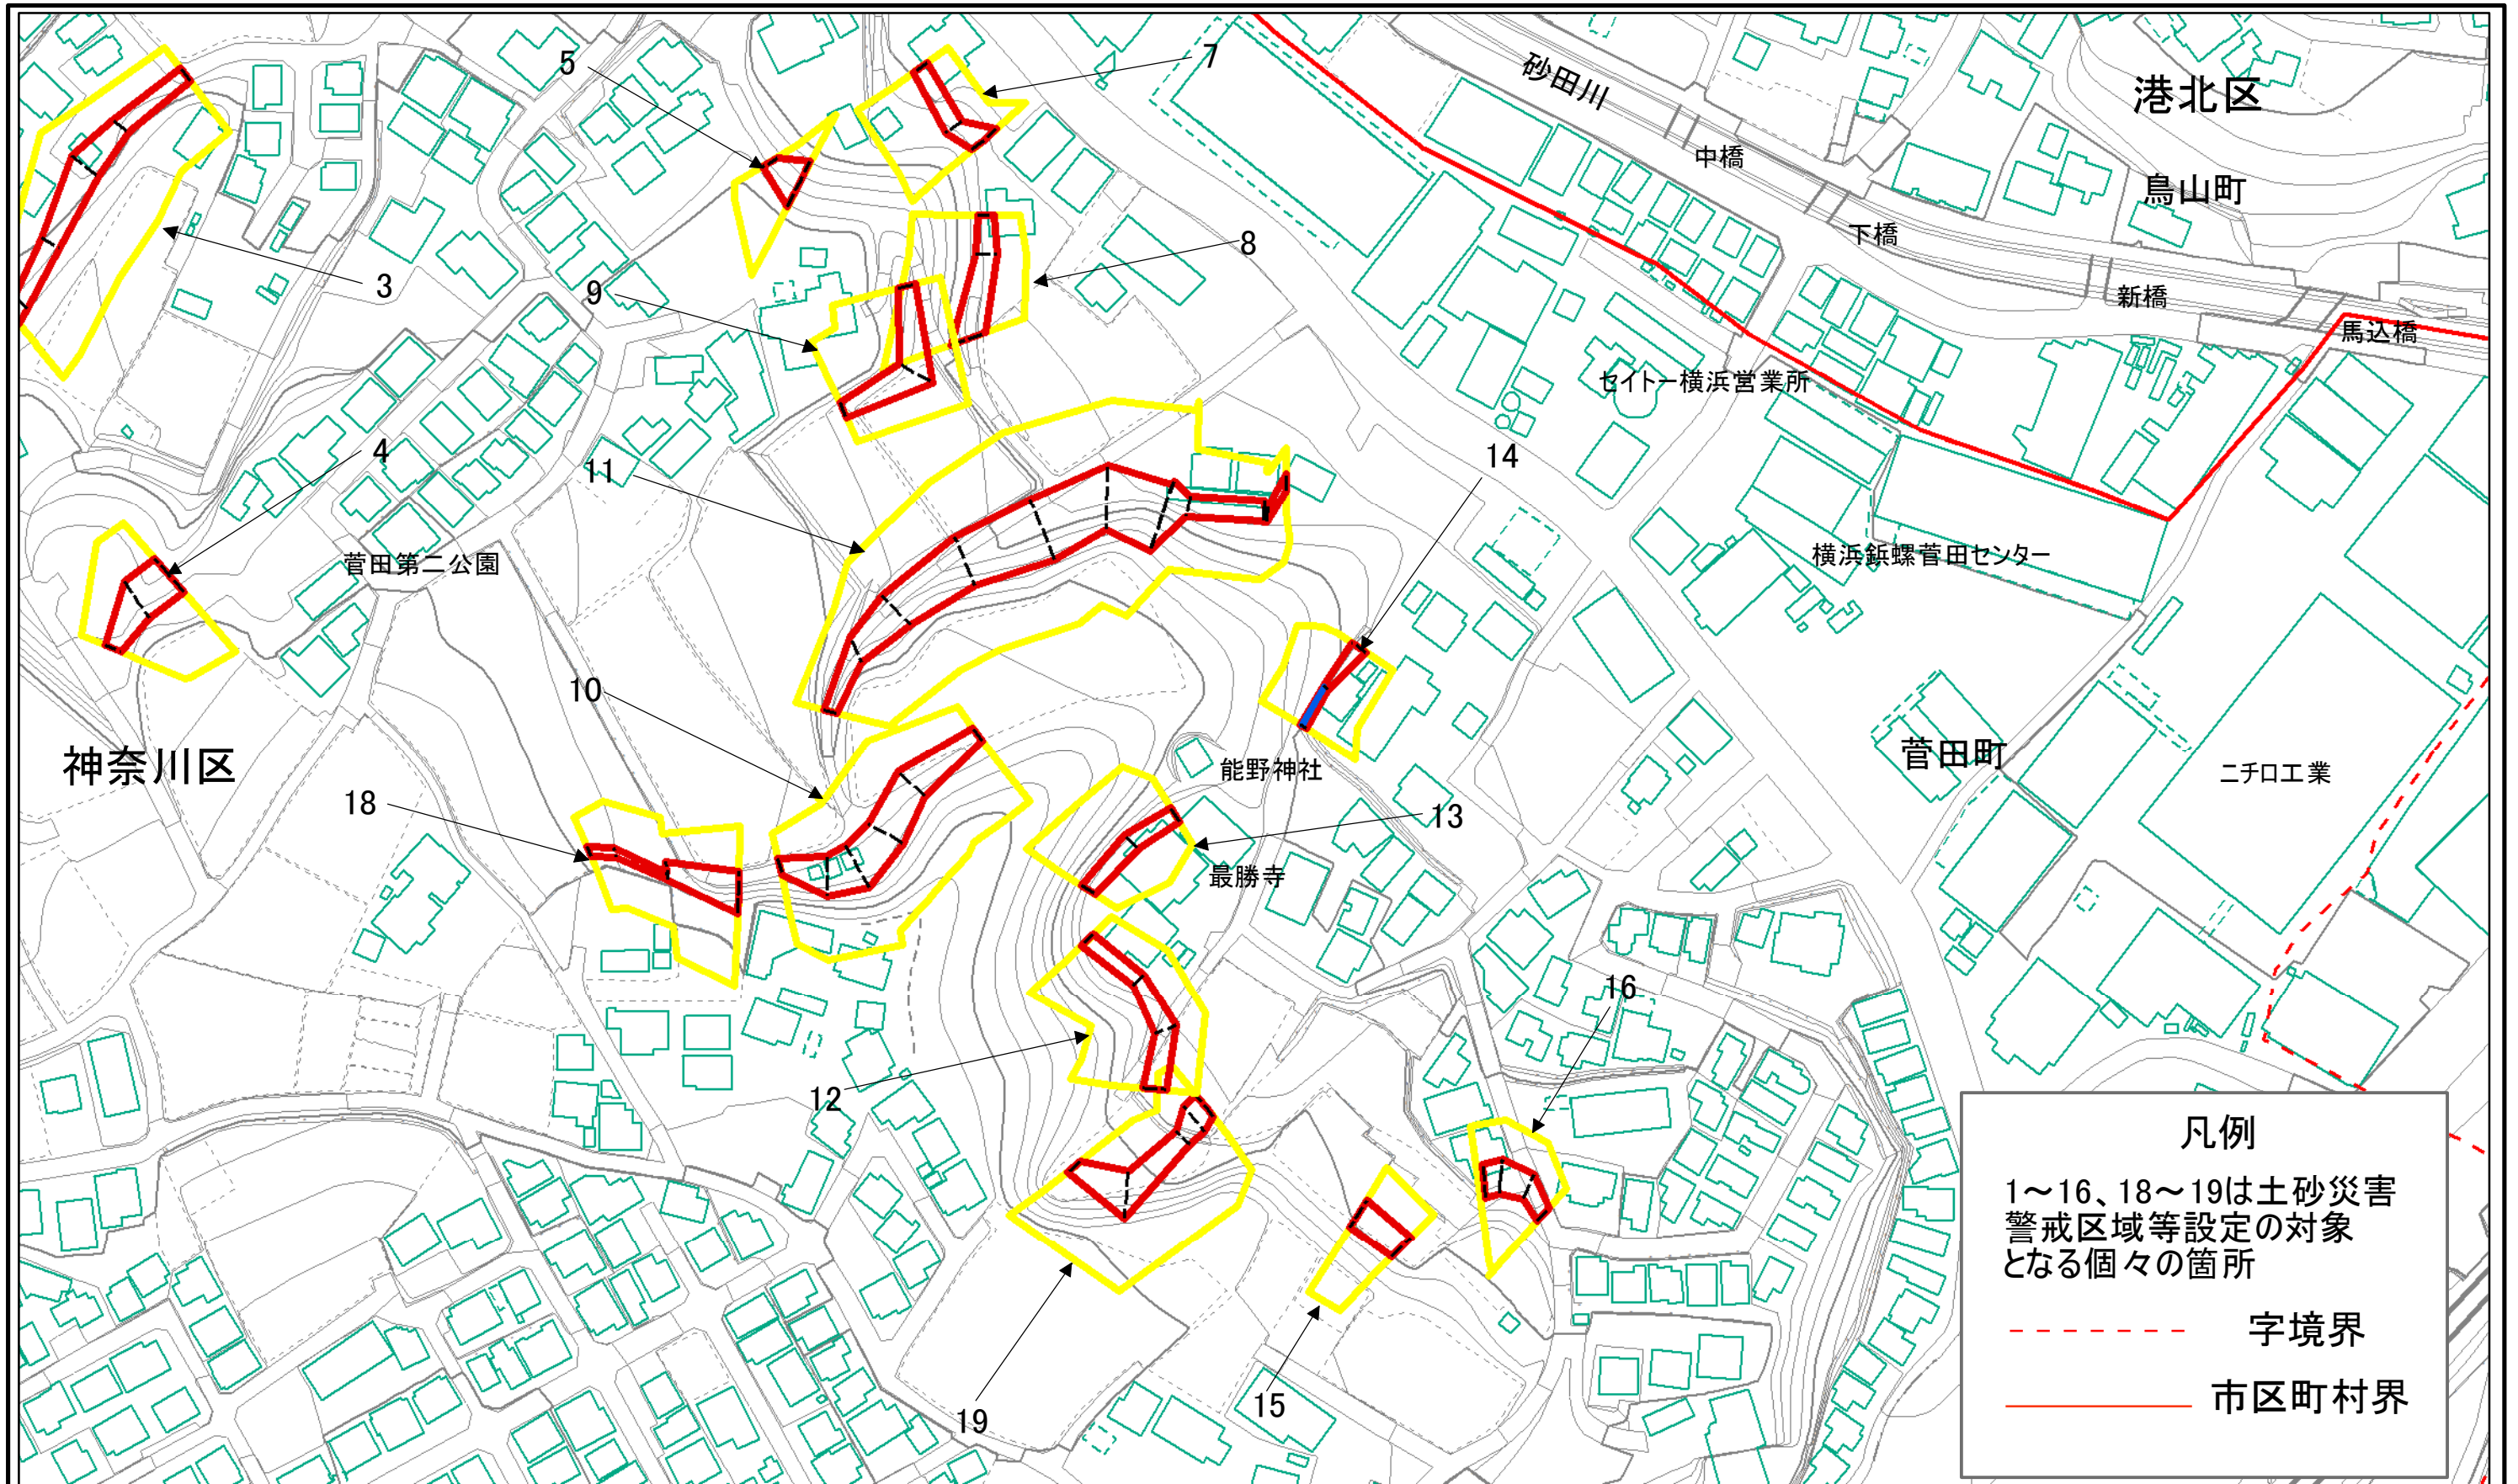 5
7
砂田川
港北区
中橋
鳥山町
下橋
3
8
9
新橋
馬込橋
セイトー横浜営業所
4
11
14
菅田第二公園
横浜鋲螺菅田センター
10
神奈川区
能野神社
菅田町
ニチロ工業
18
13
最勝寺
16
12
15
19
凡例
1～16、18～19は土砂災害
警戒区域等設定の対象
となる個々の箇所
字境界
市区町村界